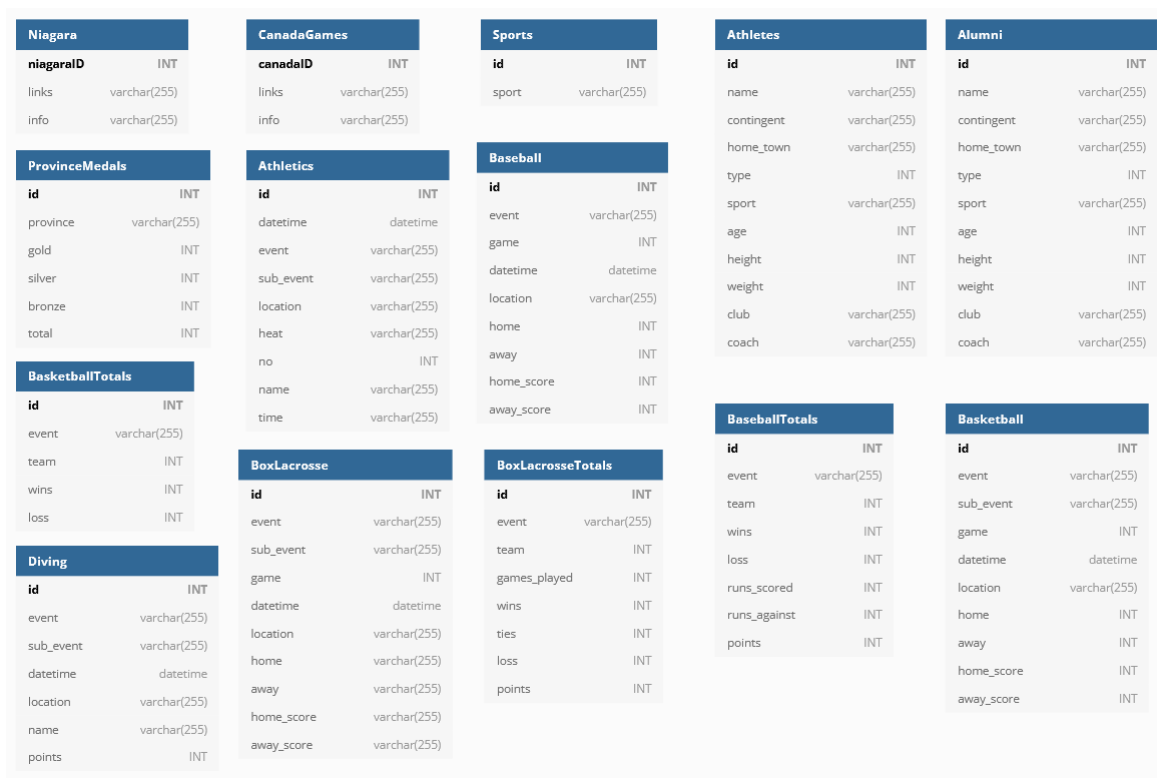 Niagara
niagaraID INT
links varchar(255)
info varchar(255)
CanadaGames
canadaID INT
links varchar(255)
info varchar(255)
Sports
id INT
sport varchar(255)
Athletes
id INT
name varchar(255)
contingent varchar(255)
home_town varchar(255)
type INT
sport varchar(255)
age INT
height INT
weight INT
club varchar(255)
coach varchar(255)
Alumni
id INT
name varchar(255)
contingent varchar(255)
home_town varchar(255)
type INT
sport varchar(255)
age INT
height INT
weight INT
club varchar(255)
coach varchar(255)
ProvinceMedals
id INT
province varchar(255)
gold INT
silver INT
bronze INT
total INT
Athletics
id INT
datetime datetime
event varchar(255)
sub_event varchar(255)
location varchar(255)
heat varchar(255)
no INT
name varchar(255)
time varchar(255)
Baseball
id INT
event varchar(255)
game INT
datetime datetime
location varchar(255)
home INT
away INT
home_score INT
away_score INT
BasketballTotals
id INT
event varchar(255)
team INT
wins INT
loss INT
BoxLacrosse
id INT
event varchar(255)
sub_event varchar(255)
game INT
datetime datetime
location varchar(255)
home varchar(255)
away varchar(255)
home_score varchar(255)
away_score varchar(255)
BoxLacrosseTotals
id INT
event varchar(255)
team INT
games_played INT
wins INT
ties INT
loss INT
points INT
BaseballTotals
id INT
event varchar(255)
team INT
wins INT
loss INT
runs_scored INT
runs_against INT
points INT
Basketball
id INT
event varchar(255)
sub_event varchar(255)
game INT
datetime datetime
location varchar(255)
home INT
away INT
home_score INT
away_score INT
Diving
id INT
event varchar(255)
sub_event varchar(255)
datetime datetime
location varchar(255)
name varchar(255)
points INT